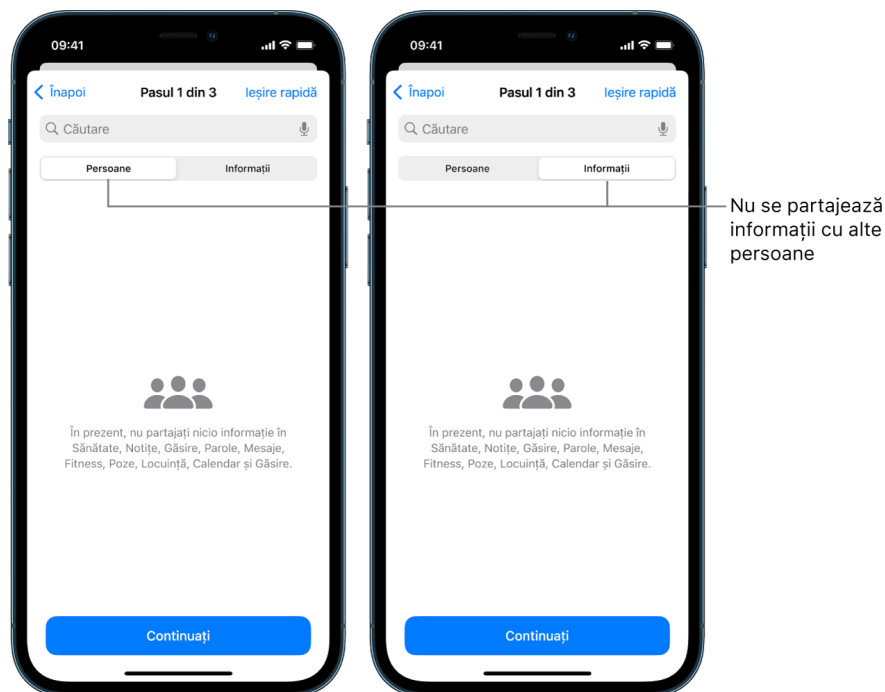 09:41
Înapoi
Pasul 1 din 3
Ieșire rapidă
Căutare
Persoane
Informații
În prezent, nu partajați nicio informație în
Sănătate, Notițe, Găsire, Parole, Mesaje,
Fitness, Poze, Locuință, Calendar și Găsire.
Continuați
09:41
Înapoi
Pasul 1 din 3
Ieșire rapidă
Căutare
Persoane
Informații
În prezent, nu partajați nicio informație în
Sănătate, Notițe, Găsire, Parole, Mesaje,
Fitness, Poze, Locuință, Calendar și Găsire.
Continuați
Nu se partajează
informații cu alte
persoane